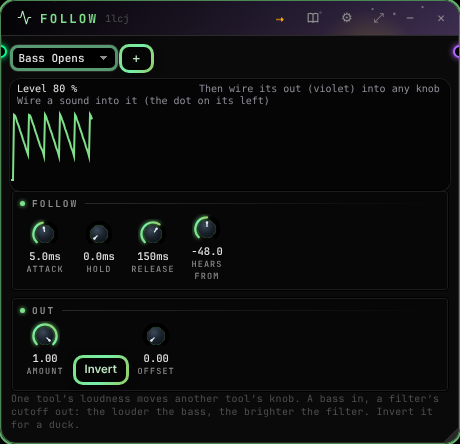 FOLLOW 1lcj
Bass Opens
+
Level 80 % Then wire its out (violet) into any knob
Wire a sound into it (the dot on its left)
FOLLOW
5.0ms 0.0ms 150ms -48.0
ATTACK HOLD RELEASE HEARS
FROM
OUT
1.00 Invert 0.00
AMOUNT OFFSET
One tool's loudness moves another tool's knob. A bass in, a filter's
cutoff out: the louder the bass, the brighter the filter. Invert it
for a duck.